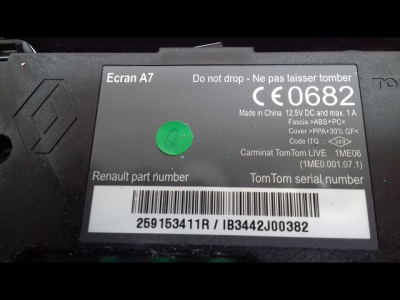 Ecran A7
Do not drop - Ne pas laisser tomber
CE0682
Made in China 12.5V DC and max. 1 A
Fascia >ABS+PC<
Cover >PPA+30% GF<
Code ITG :
Carminat TomTom LIVE 1ME06
(1ME0.001.07.1)
Renault part number
TomTom serial number
259153411R / IB3442J00382